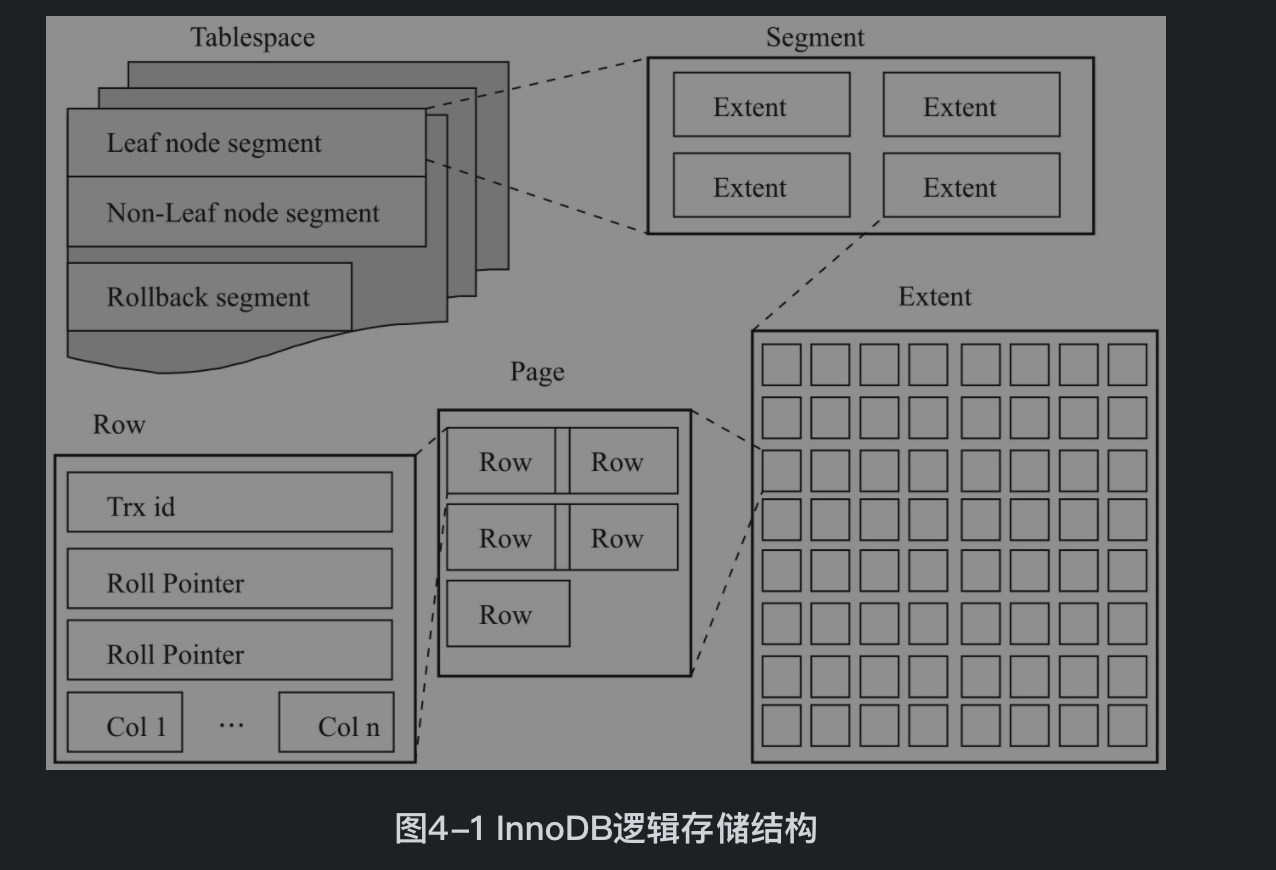 Tablespace
Segment
Leaf node segment
Non-Leaf node segment
Rollback segment
Extent
Extent
Extent
Extent
Extent
Page
Row
Row
Row
Row
Row
Row
Trx id
Roll Pointer
Roll Pointer
Col 1
...
Col n
图4-1 InnoDB逻辑存储结构